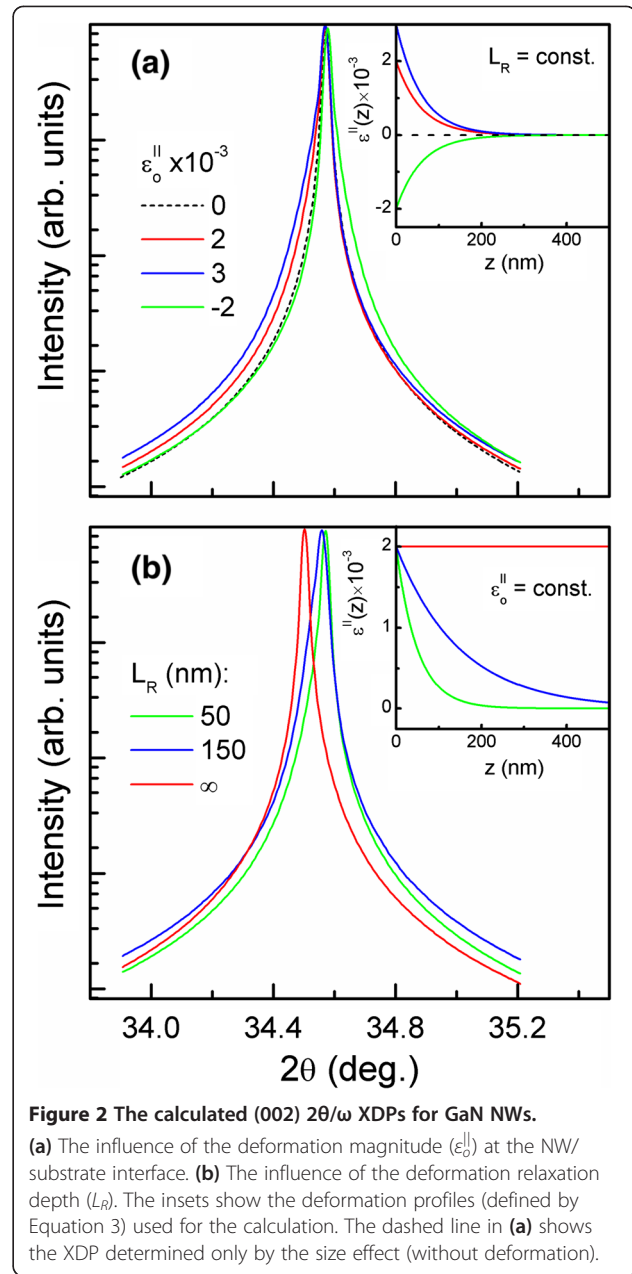 (a)
Intensity (arb. units)
ε₀ˡˡ x10⁻³
0
2
3
-2
εˡˡ(z)×10⁻³
2
0
-2
L_R = const.
0 200 400
z (nm)
(b)
Intensity (arb. units)
L_R (nm):
50
150
∞
εˡˡ(z)×10⁻³
2
1
0
ε₀ˡˡ = const.
0 200 400
z (nm)
34.0 34.4 34.8 35.2
2θ (deg.)
Figure 2 The calculated (002) 2θ/ω XDPs for GaN NWs.
(a) The influence of the deformation magnitude (ε₀ˡˡ) at the NW/
substrate interface. (b) The influence of the deformation relaxation
depth (L_R). The insets show the deformation profiles (defined by
Equation 3) used for the calculation. The dashed line in (a) shows
the XDP determined only by the size effect (without deformation).